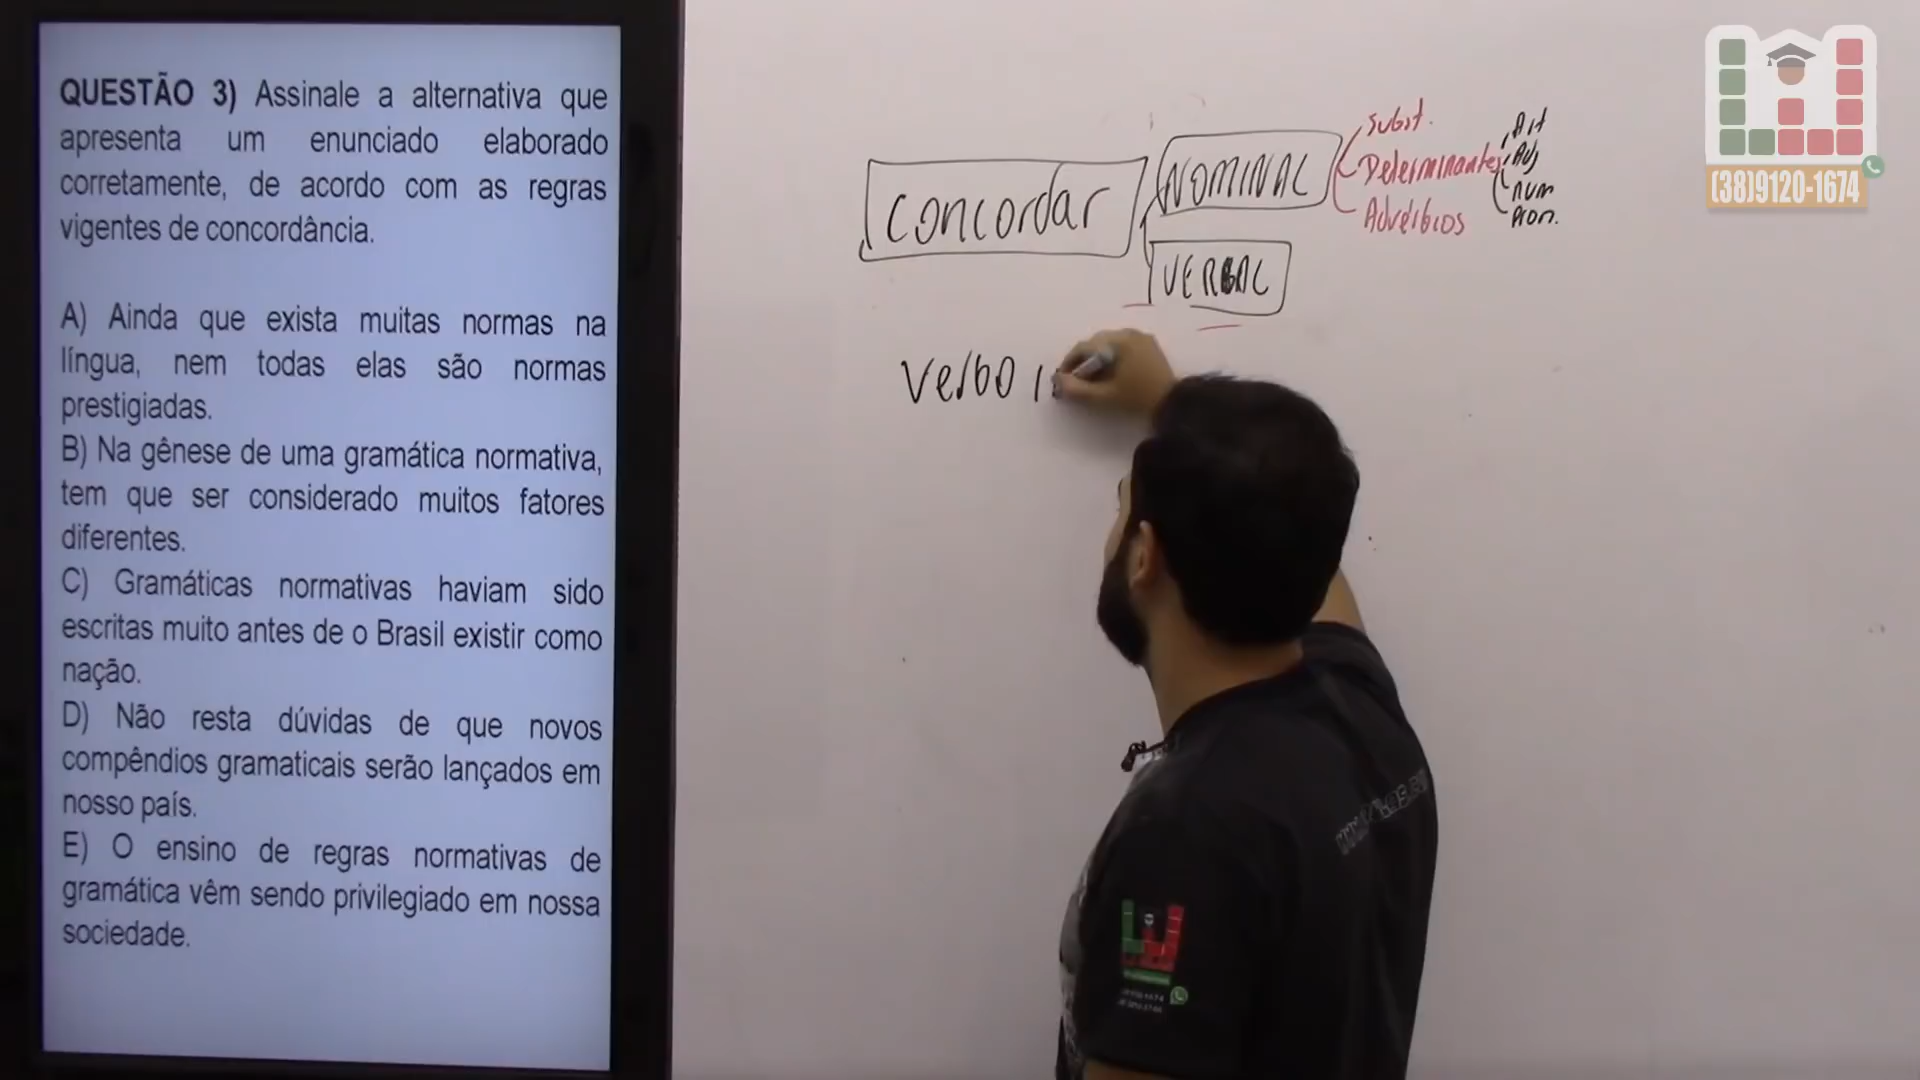 QUESTÃO 3) Assinale a alternativa que
apresenta um enunciado elaborado
corretamente, de acordo com as regras
vigentes de concordância.
A) Ainda que exista muitas normas na
língua, nem todas elas são normas
prestigiadas.
B) Na gênese de uma gramática normativa,
tem que ser considerado muitos fatores
diferentes.
C) Gramáticas normativas haviam sido
escritas muito antes de o Brasil existir como
nação.
D) Não resta dúvidas de que novos
compêndios gramaticais serão lançados em
nosso país.
E) O ensino de regras normativas de
gramática vêm sendo privilegiado em nossa
sociedade.
Concordar
NOMINAL
VERBAL
Subst.
Determinantes
Advérbios
Art
Adj
num
Pron.
Verbo
(38)9120-1674